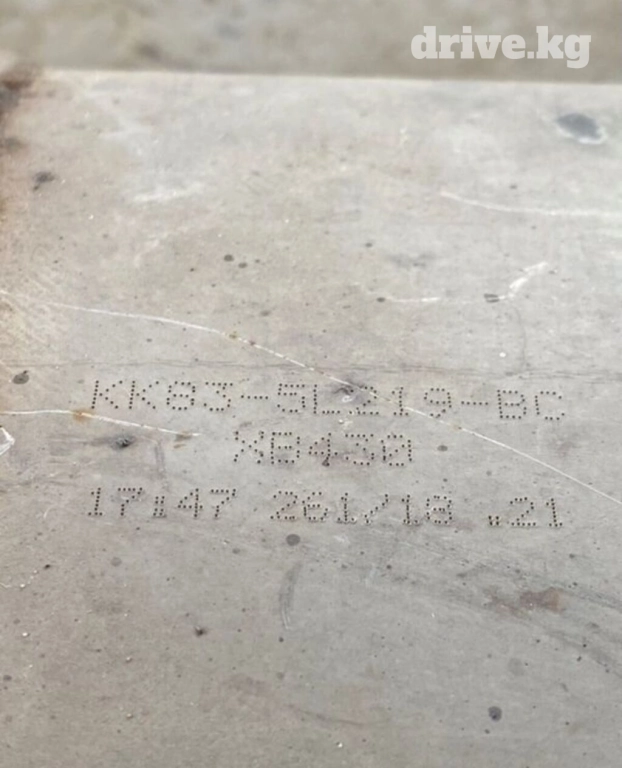 drive.kg
KK83-5L219-BC
XB430
17:47 261/18 .21